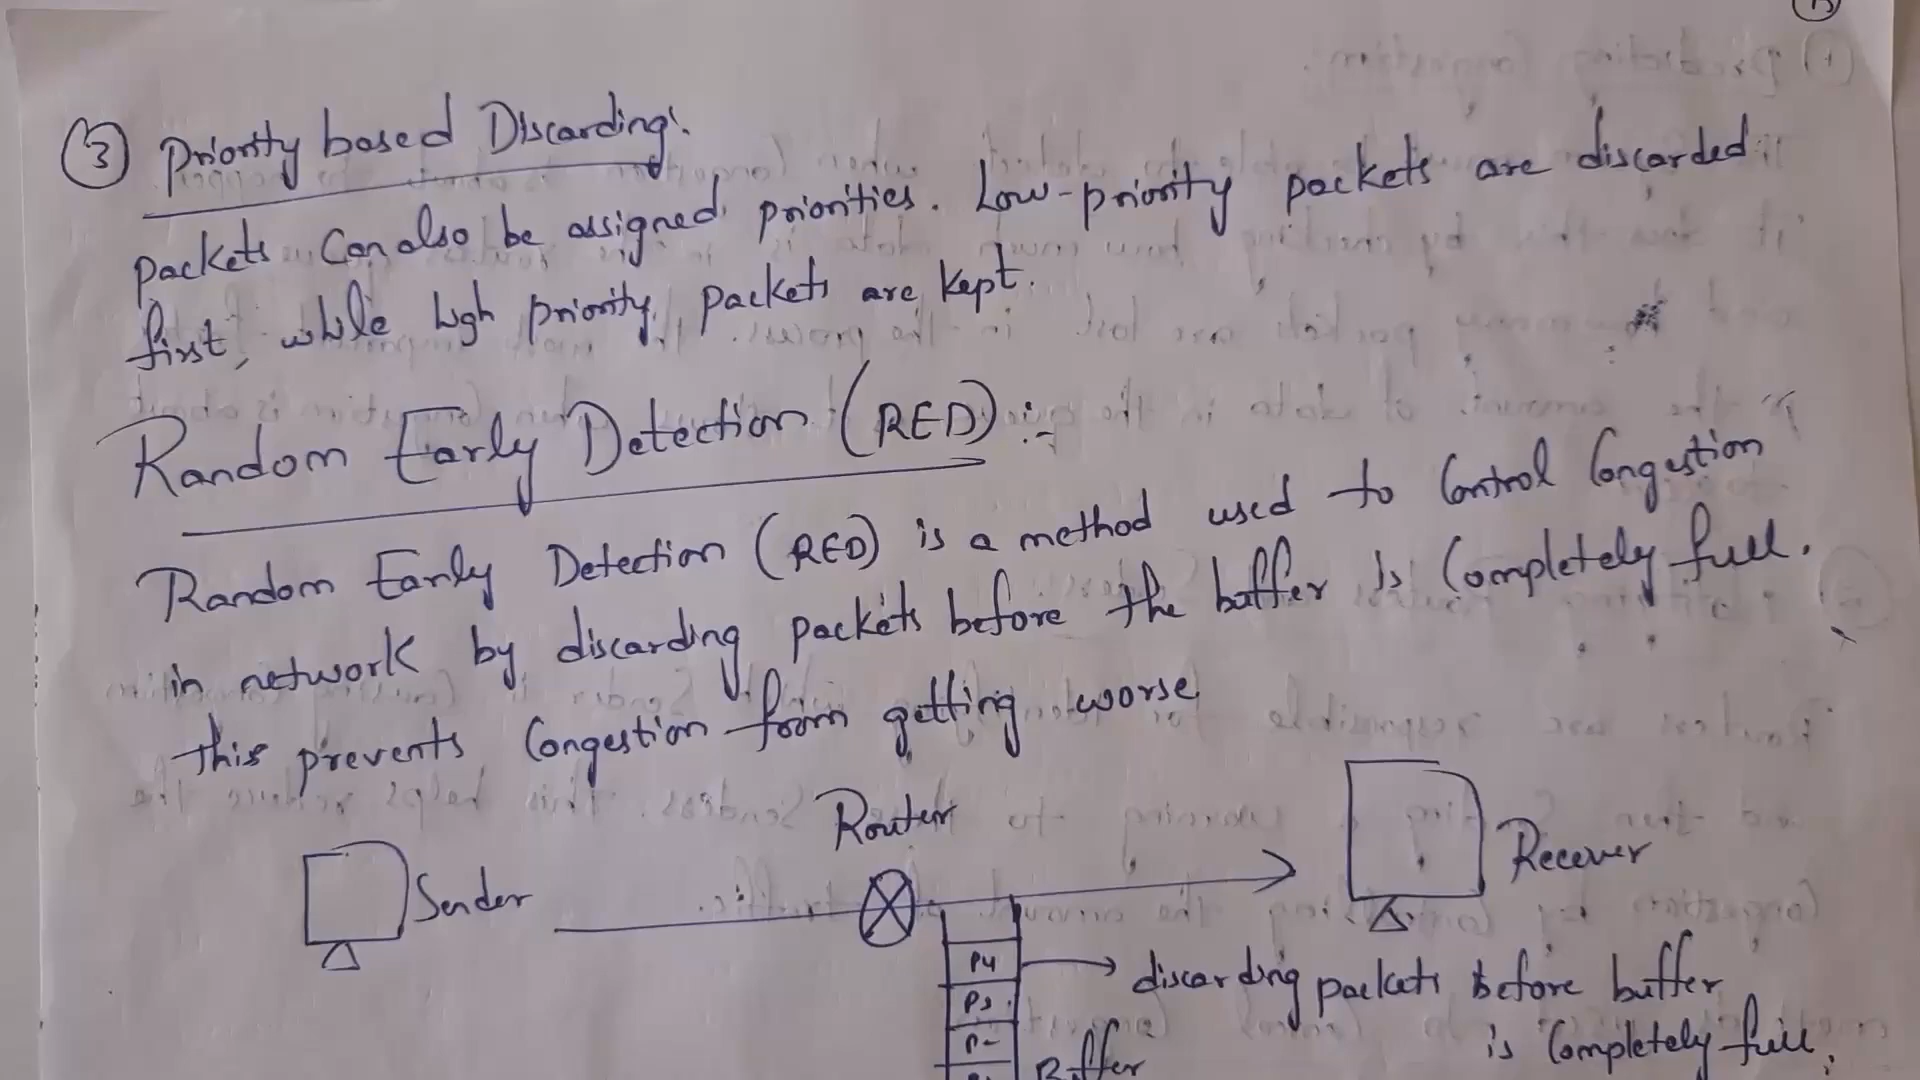 ③ Priority based Discarding:
packets can also be assigned priorities. Low-priority packets are discarded
first, while high priority packets are kept.
Random Early Detection (RED) :-
Random Early Detection (RED) is a method used to Control Congestion
in network by discarding packets before the buffer is Completely full.
this prevents Congestion from getting worse
Router
Sender
Receiver
P4
discarding packets before buffer
P3
is Completely full.
Buffer